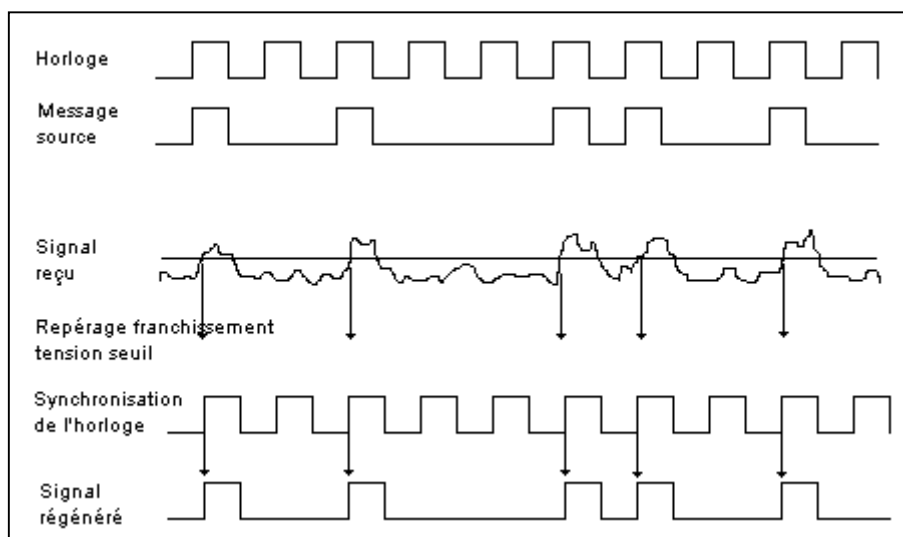 Horloge
Message
source
Signal
reçu
Repérage franchissement
tension seuil
Synchronisation
de l'horloge
Signal
régénéré